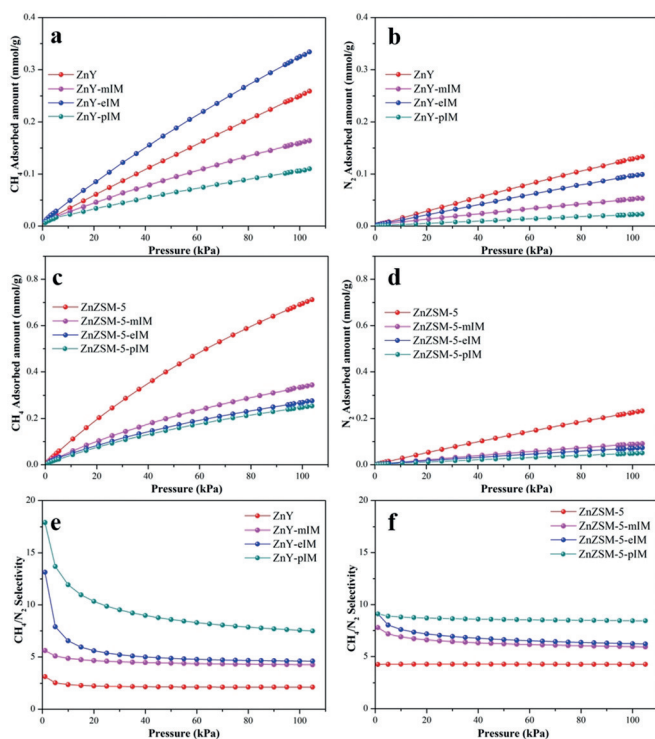 a
CH₄ Adsorbed amount (mmol/g)
0.4
0.3
0.2
0.1
0.0
ZnY
ZnY-mIM
ZnY-eIM
ZnY-pIM
0 20 40 60 80 100
Pressure (kPa)
b
N₂ Adsorbed amount (mmol/g)
0.4
0.3
0.2
0.1
0.0
ZnY
ZnY-mIM
ZnY-eIM
ZnY-pIM
0 20 40 60 80 100
Pressure (kPa)
c
CH₄ Adsorbed amount (mmol/g)
0.8
0.6
0.4
0.2
0.0
ZnZSM-5
ZnZSM-5-mIM
ZnZSM-5-eIM
ZnZSM-5-pIM
0 20 40 60 80 100
Pressure (kPa)
d
N₂ Adsorbed amount (mmol/g)
0.8
0.6
0.4
0.2
0.0
ZnZSM-5
ZnZSM-5-mIM
ZnZSM-5-eIM
ZnZSM-5-pIM
0 20 40 60 80 100
Pressure (kPa)
e
CH₄/N₂ Selectivity
20
15
10
5
0
ZnY
ZnY-mIM
ZnY-eIM
ZnY-pIM
0 20 40 60 80 100
Pressure (kPa)
f
CH₄/N₂ Selectivity
20
15
10
5
0
ZnZSM-5
ZnZSM-5-mIM
ZnZSM-5-eIM
ZnZSM-5-pIM
0 20 40 60 80 100
Pressure (kPa)